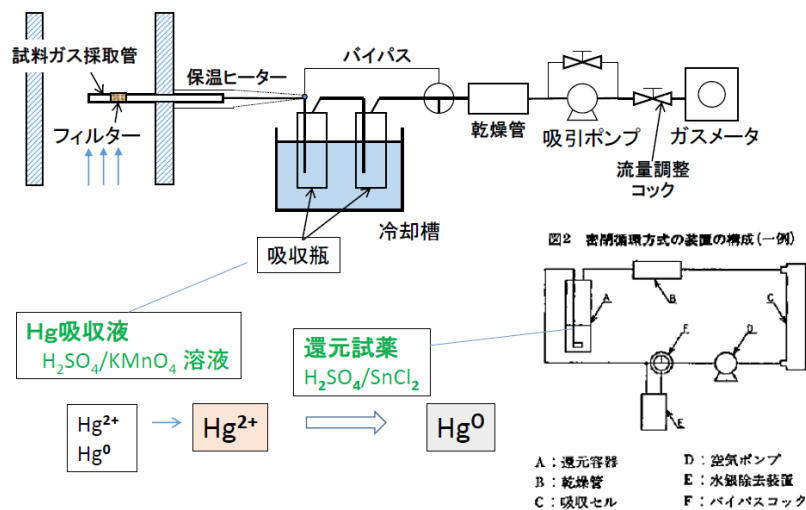 試料ガス採取管
保温ヒーター
バイパス
フィルター
乾燥管
吸引ポンプ
ガスメータ
流量調整
コック
冷却槽
吸収瓶
Hg吸収液
H₂SO₄/KMnO₄ 溶液
還元試薬
H₂SO₄/SnCl₂
Hg²⁺
Hg⁰
Hg²⁺
Hg⁰
図2 密閉循環方式の装置の構成(一例)
A
B
C
F
D
E
A:還元容器
B:乾燥管
C:吸収セル
D:空気ポンプ
E:水銀除去装置
F:バイパスコック